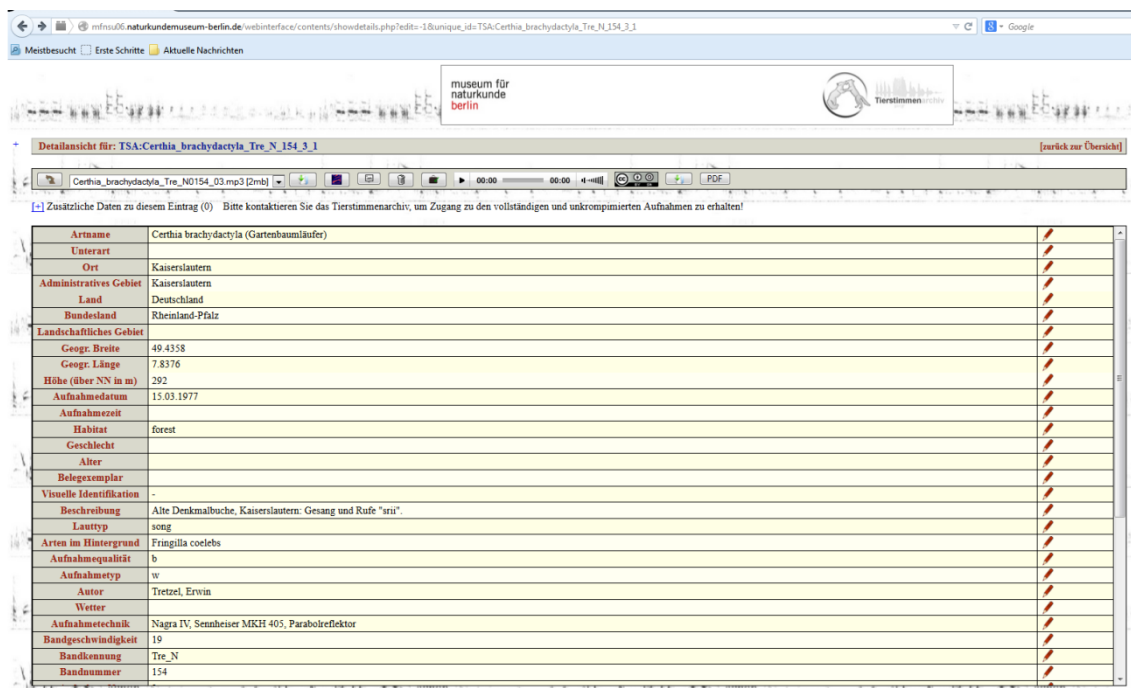 mfnsu06.naturkundemuseum-berlin.de/webinterface/contents/showdetails.php?edit=-1&unique_id=TSA:Certhia_brachydactyla_Tre_N_154_3_1
Google
Meistbesucht Erste Schritte Aktuelle Nachrichten
museum für
naturkunde
berlin
Tierstimmenarchiv
+ Detailansicht für: TSA:Certhia_brachydactyla_Tre_N_154_3_1 [zurück zur Übersicht]
Certhia_brachydactyla_Tre_N0154_03.mp3 [2mb] 00:00 00:00 PDF
[+] Zusätzliche Daten zu diesem Eintrag (0) Bitte kontaktieren Sie das Tierstimmenarchiv, um Zugang zu den vollständigen und unkrompimierten Aufnahmen zu erhalten!
Artname Certhia brachydactyla (Gartenbaumläufer)
Unterart
Ort Kaiserslautern
Administratives Gebiet Kaiserslautern
Land Deutschland
Bundesland Rheinland-Pfalz
Landschaftliches Gebiet
Geogr. Breite 49.4358
Geogr. Länge 7.8376
Höhe (über NN in m) 292
Aufnahmedatum 15.03.1977
Aufnahmezeit
Habitat forest
Geschlecht
Alter
Belegexemplar
Visuelle Identifikation -
Beschreibung Alte Denkmalbuche, Kaiserslautern: Gesang und Rufe "srii".
Lauttyp song
Arten im Hintergrund Fringilla coelebs
Aufnahmequalität b
Aufnahmetyp w
Autor Tretzel, Erwin
Wetter
Aufnahmetechnik Nagra IV, Sennheiser MKH 405, Parabolreflektor
Bandgeschwindigkeit 19
Bandkennung Tre_N
Bandnummer 154